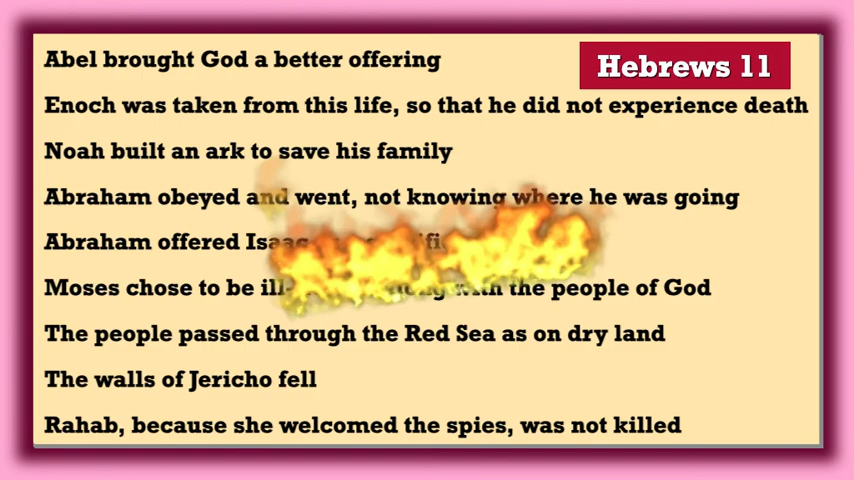 Hebrews 11
Abel brought God a better offering
Enoch was taken from this life, so that he did not experience death
Noah built an ark to save his family
Abraham obeyed and went, not knowing where he was going
Abraham offered Isaac
Moses chose to be ill- along with the people of God
The people passed through the Red Sea as on dry land
The walls of Jericho fell
Rahab, because she welcomed the spies, was not killed